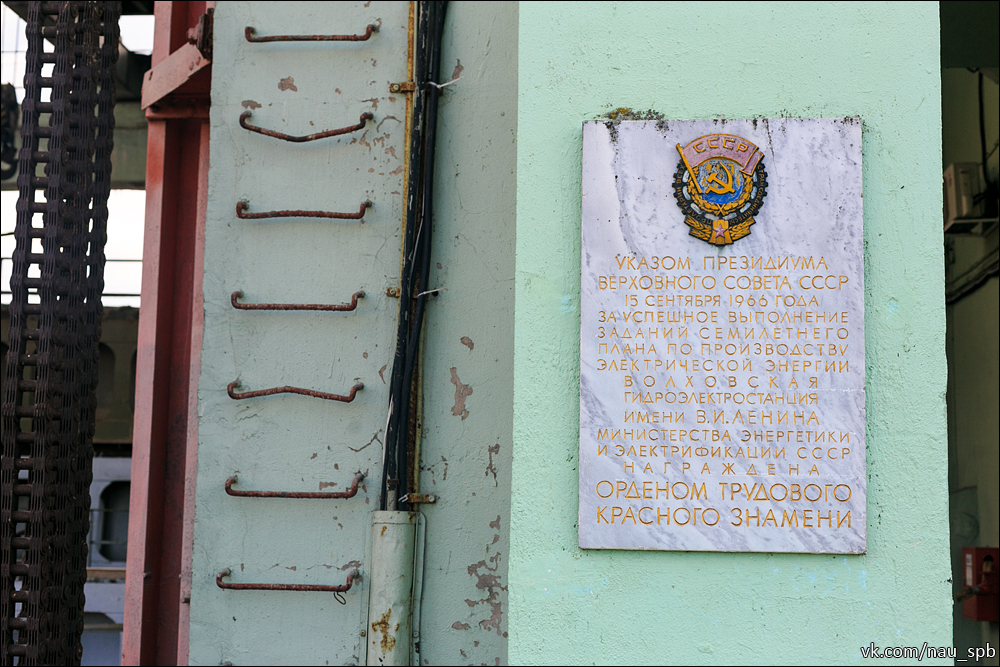 СССР
УКАЗОМ ПРЕЗИДИУМА
ВЕРХОВНОГО СОВЕТА СССР
15 СЕНТЯБРЯ 1966 ГОДА
ЗА УСПЕШНОЕ ВЫПОЛНЕНИЕ
ЗАДАНИЙ СЕМИЛЕТНЕГО
ПЛАНА ПО ПРОИЗВОДСТВУ
ЭЛЕКТРИЧЕСКОЙ ЭНЕРГИИ
ВОЛХОВСКАЯ
ГИДРОЭЛЕКТРОСТАНЦИЯ
ИМЕНИ В.И.ЛЕНИНА
МИНИСТЕРСТВА ЭНЕРГЕТИКИ
И ЭЛЕКТРИФИКАЦИИ СССР
НАГРАЖДЕНА
ОРДЕНОМ ТРУДОВОГО
КРАСНОГО ЗНАМЕНИ
vk.com/nau_spb